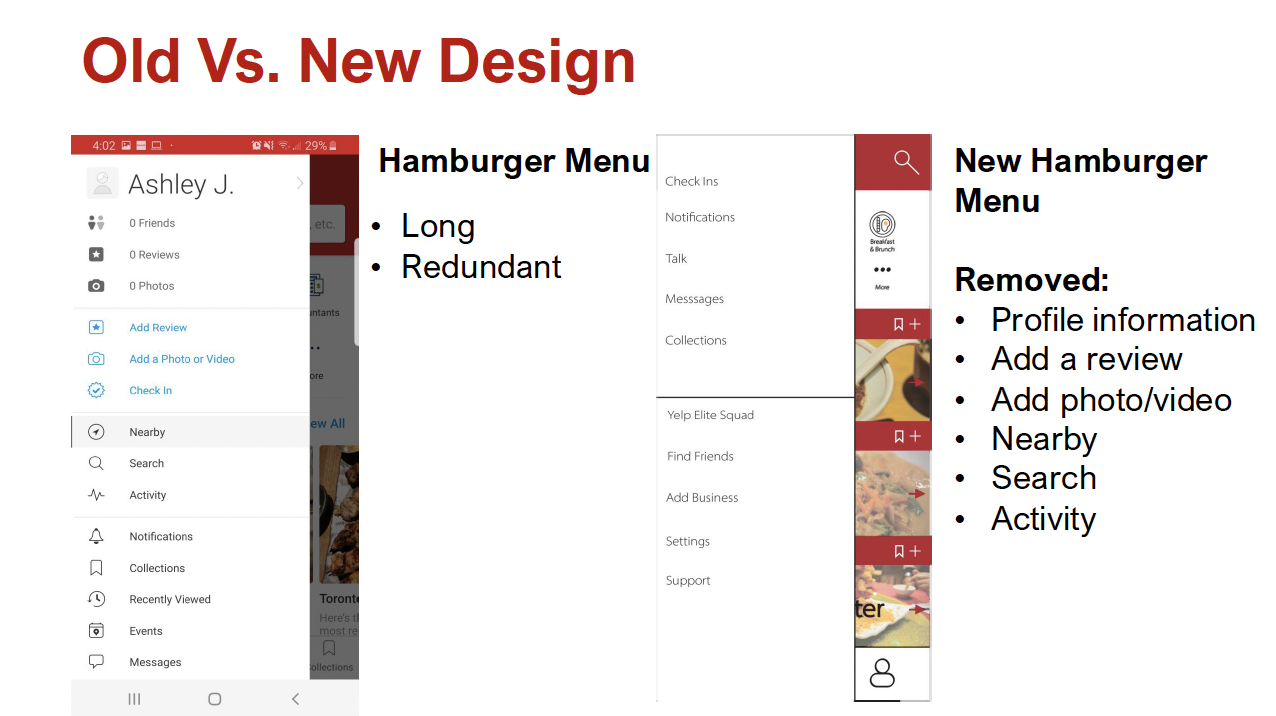 Old Vs. New Design
4:02
29%
Ashley J.
0 Friends
0 Reviews
0 Photos
Add Review
Add a Photo or Video
Check In
Nearby
Search
Activity
Notifications
Collections
Recently Viewed
Events
Messages
, etc.
untants
ore
ew All
Toronte
Here's th
most re
ollections
Hamburger Menu
• Long
• Redundant
Check Ins
Notifications
Talk
Messsages
Collections
Yelp Elite Squad
Find Friends
Add Business
Settings
Support
Breakfast
& Brunch
More
ter
New Hamburger
Menu
Removed:
• Profile information
• Add a review
• Add photo/video
• Nearby
• Search
• Activity